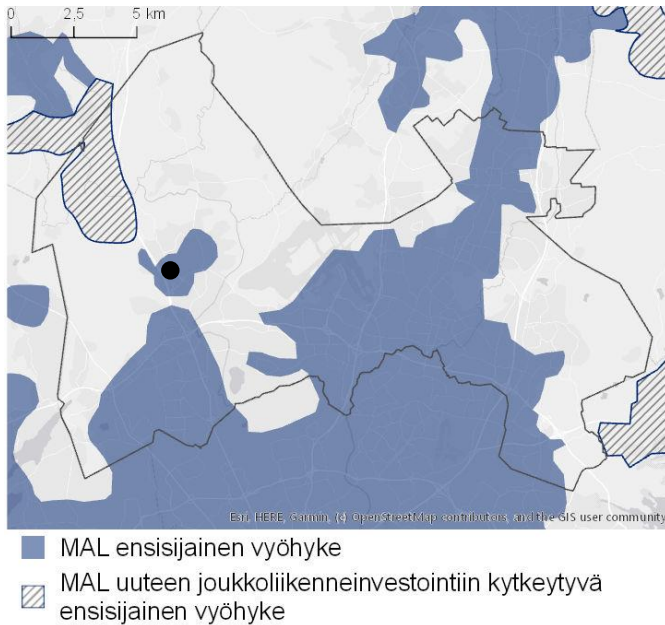 0 2,5 5 km
Esri, HERE, Garmin, (c) OpenStreetMap contributors, and the GIS user community
MAL ensisijainen vyöhyke
MAL uuteen joukkoliikenneinvestointiin kytkeytyvä
ensisijainen vyöhyke